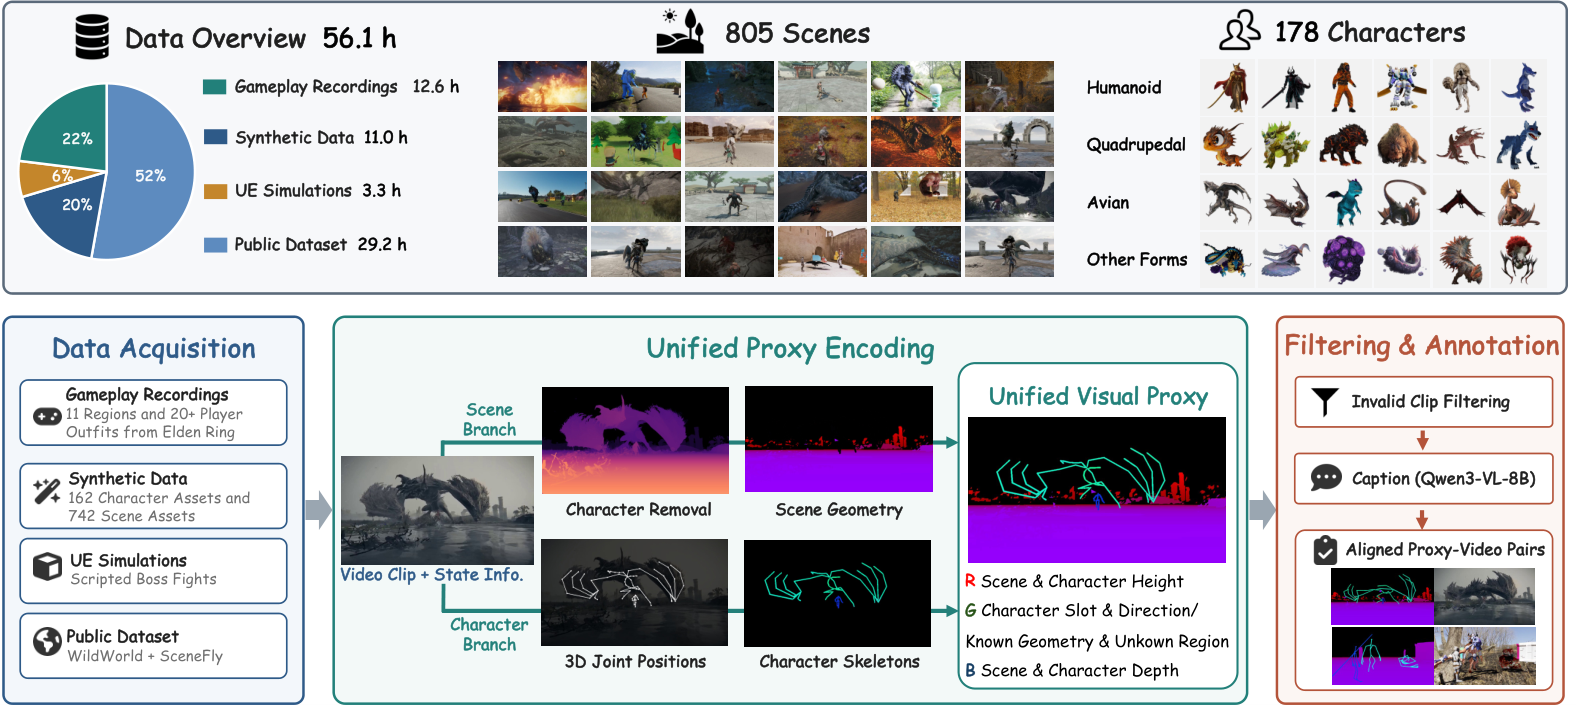 Data Overview 56.1 h
22%
6%
20%
52%
Gameplay Recordings 12.6 h
Synthetic Data 11.0 h
UE Simulations 3.3 h
Public Dataset 29.2 h
805 Scenes
178 Characters
Humanoid
Quadrupedal
Avian
Other Forms
Data Acquisition
Gameplay Recordings
11 Regions and 20+ Player
Outfits from Elden Ring
Synthetic Data
162 Character Assets and
742 Scene Assets
UE Simulations
Scripted Boss Fights
Public Dataset
WildWorld + SceneFly
Unified Proxy Encoding
Video Clip + State Info.
Scene
Branch
Character
Branch
Character Removal
Scene Geometry
3D Joint Positions
Character Skeletons
Unified Visual Proxy
R Scene & Character Height
G Character Slot & Direction/
Known Geometry & Unkown Region
B Scene & Character Depth
Filtering & Annotation
Invalid Clip Filtering
Caption (Qwen3-VL-8B)
Aligned Proxy-Video Pairs